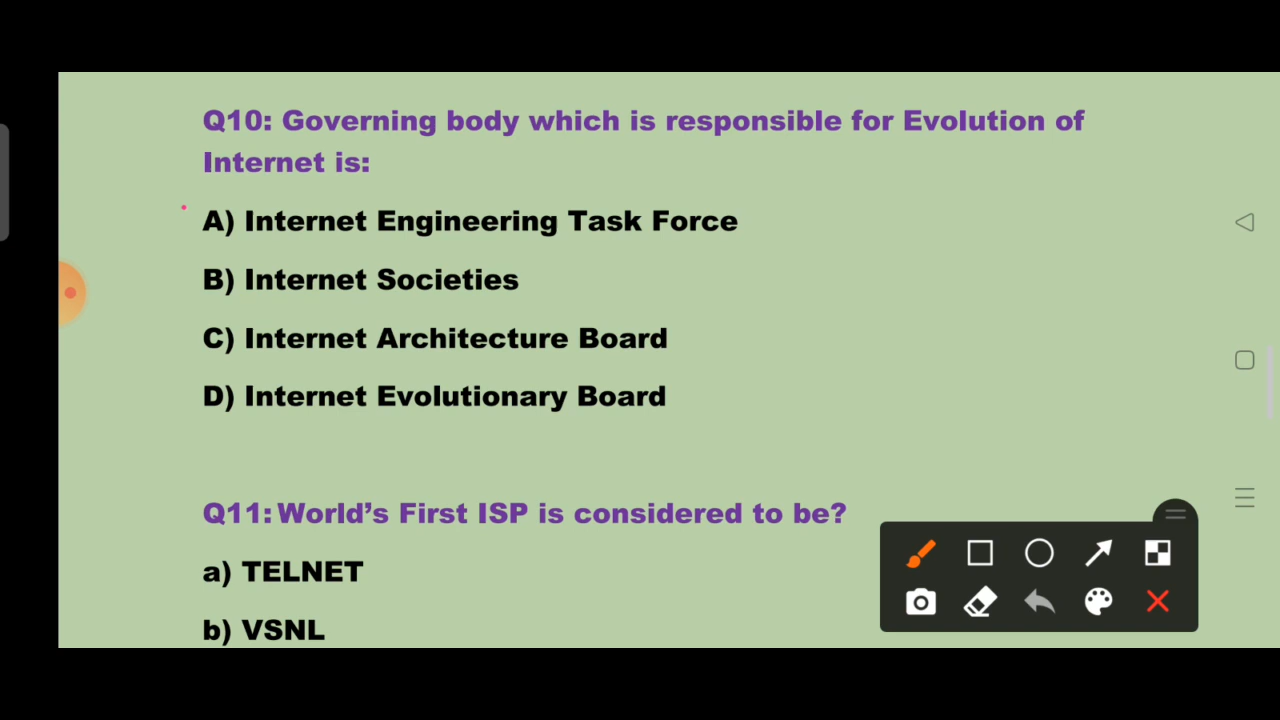 Q10: Governing body which is responsible for Evolution of
Internet is:
A) Internet Engineering Task Force
B) Internet Societies
C) Internet Architecture Board
D) Internet Evolutionary Board
Q11: World’s First ISP is considered to be?
a) TELNET
b) VSNL